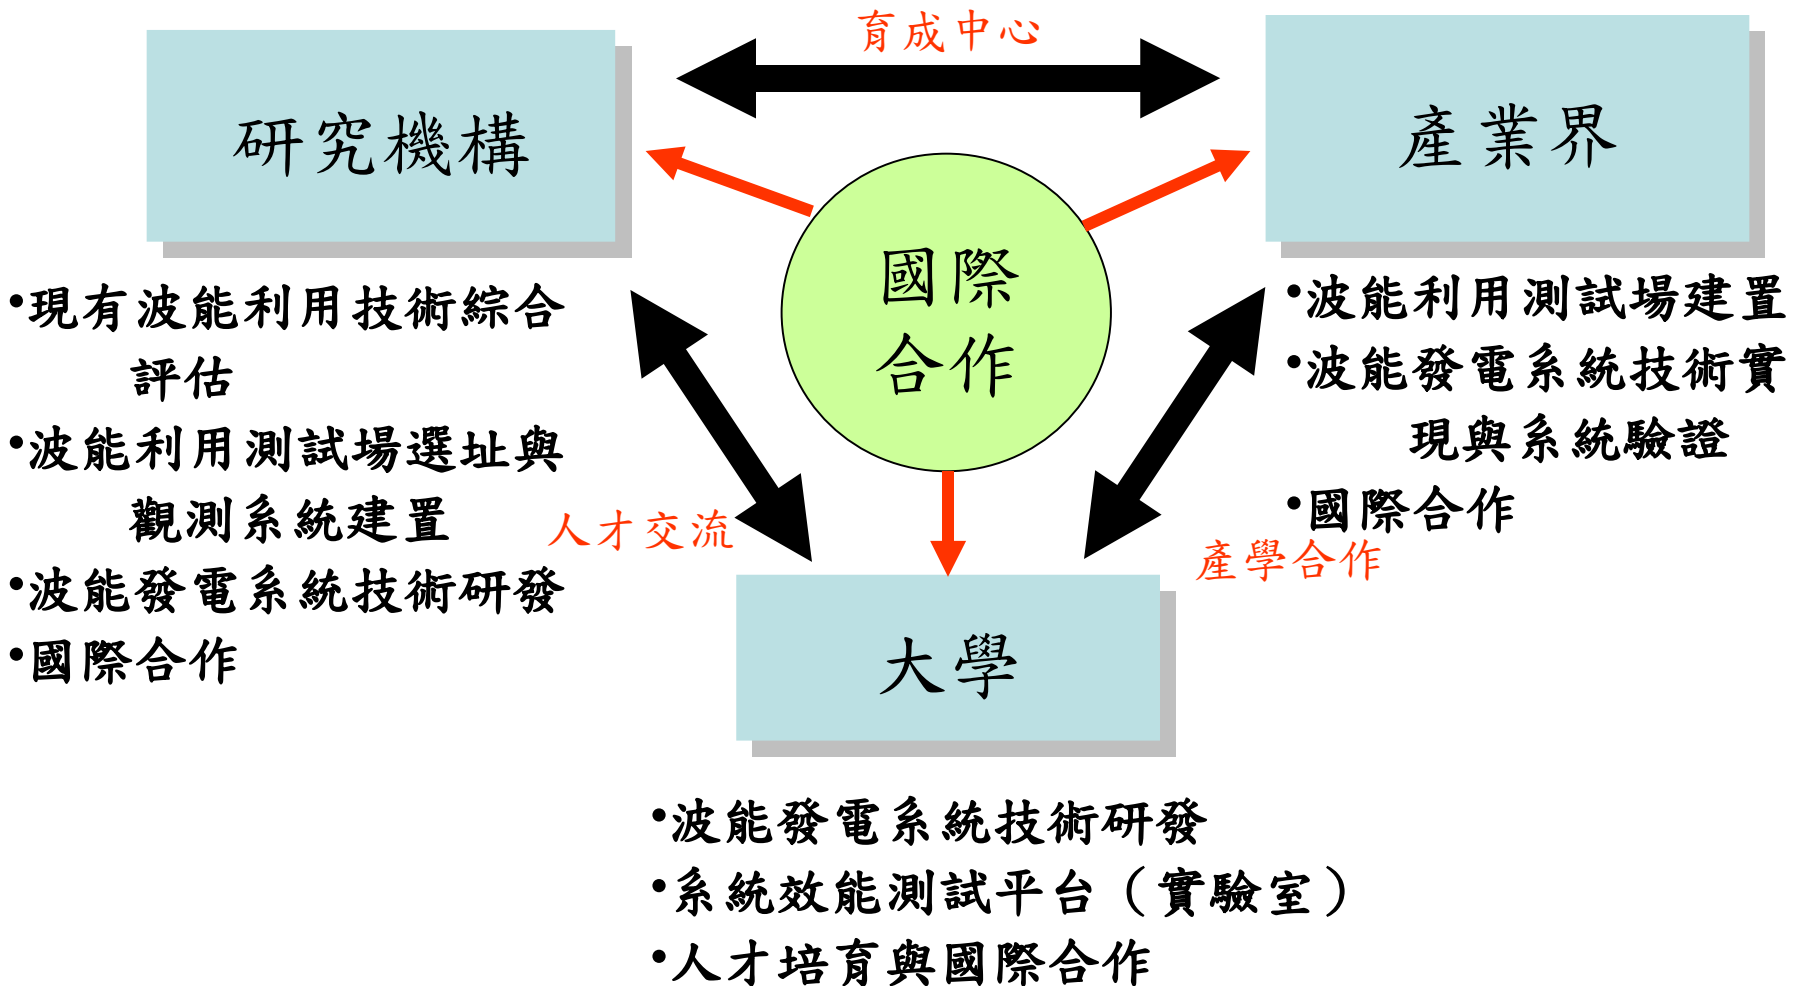 育成中心
研究機構
產業界
國際
合作
•現有波能利用技術綜合
評估
•波能利用測試場選址與
觀測系統建置
•波能發電系統技術研發
•國際合作
•波能利用測試場建置
•波能發電系統技術實
現與系統驗證
•國際合作
人才交流
產學合作
大學
•波能發電系統技術研發
•系統效能測試平台（實驗室）
•人才培育與國際合作